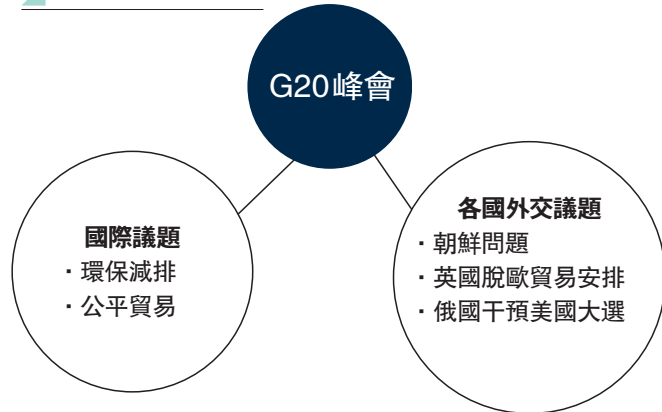 G20峰會
國際議題
· 環保減排
· 公平貿易
各國外交議題
· 朝鮮問題
· 英國脫歐貿易安排
· 俄國干預美國大選